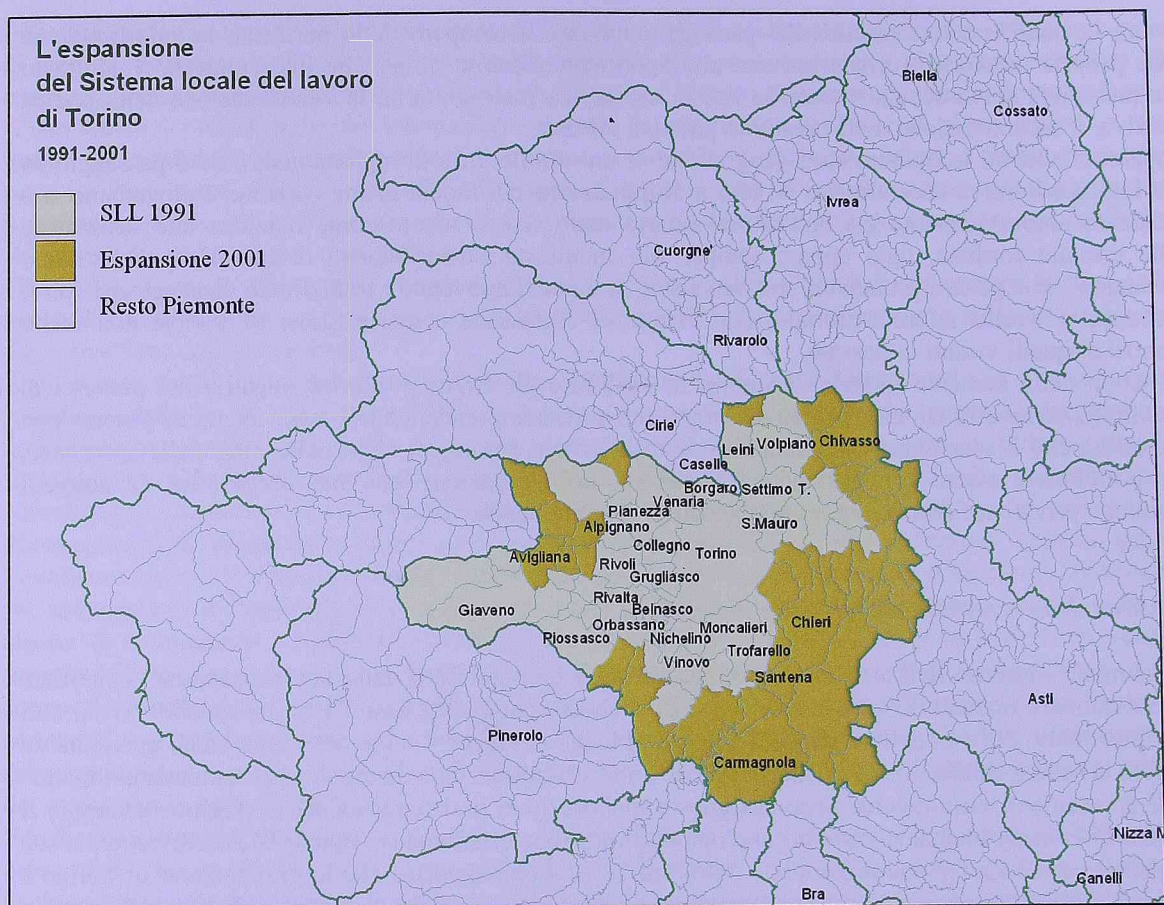 L'espansione
del Sistema locale del lavoro
di Torino
1991-2001
SLL 1991
Espansione 2001
Resto Piemonte
Biella
Cossato
Ivrea
Cuorgne'
Rivarolo
Cirie'
Leini
Volpiano
Chivasso
Caselle
Borgaro
Settimo T.
Venaria
Pianezza
Alpignano
S.Mauro
Collegno
Torino
Avigliana
Rivoli
Grugliasco
Rivalta
Beinasco
Giaveno
Orbassano
Moncalieri
Chieri
Piossasco
Nichelino
Trofarello
Vinovo
Santena
Asti
Pinerolo
Carmagnola
Nizza M
Canelli
Bra